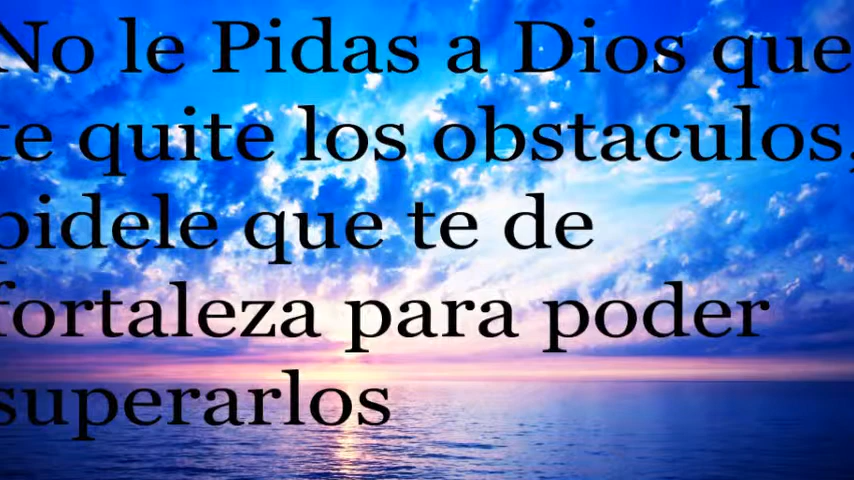 No le Pidas a Dios que
te quite los obstaculos,
pidele que te de
fortaleza para poder
superarlos